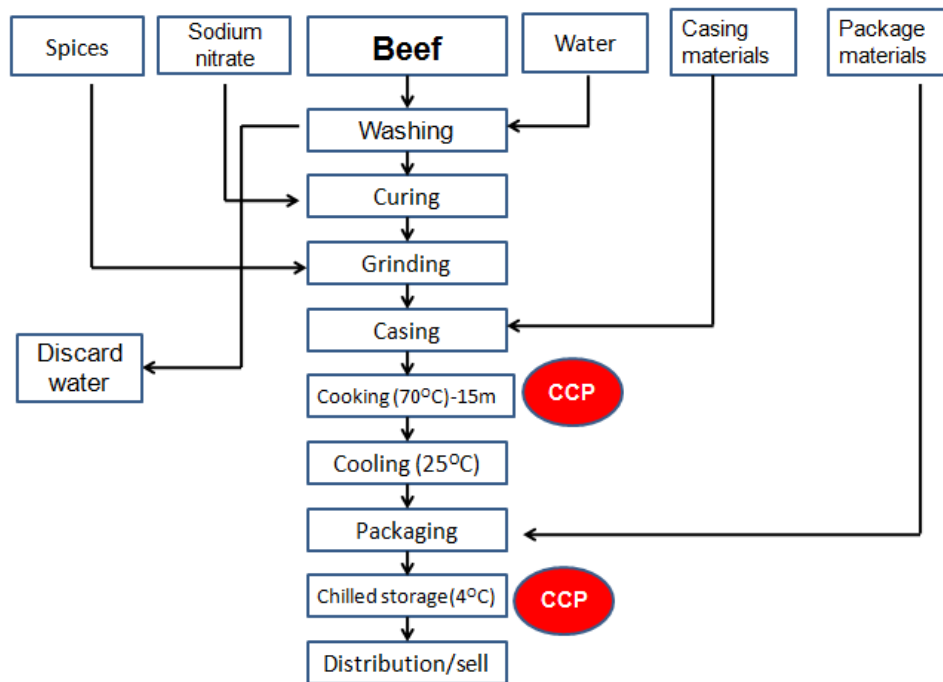 Spices
Sodium
nitrate
Beef
Water
Casing
materials
Package
materials
Washing
Curing
Grinding
Casing
Discard
water
Cooking (70°C)-15m
CCP
Cooling (25°C)
Packaging
Chilled storage(4°C)
CCP
Distribution/sell